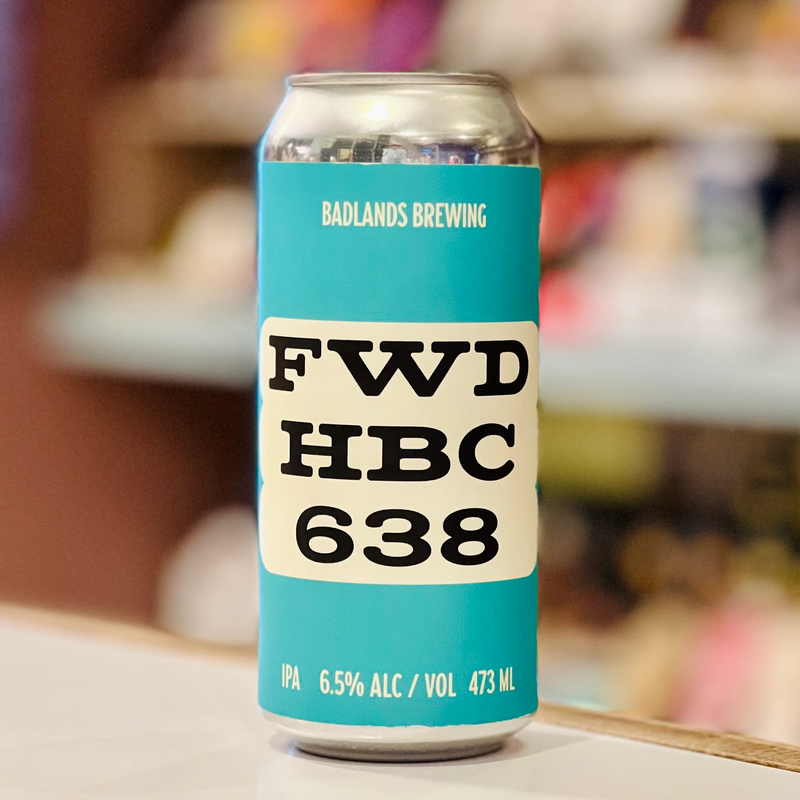 BADLANDS BREWING
FWD
HBC
638
IPA 6.5% ALC / VOL 473 ML